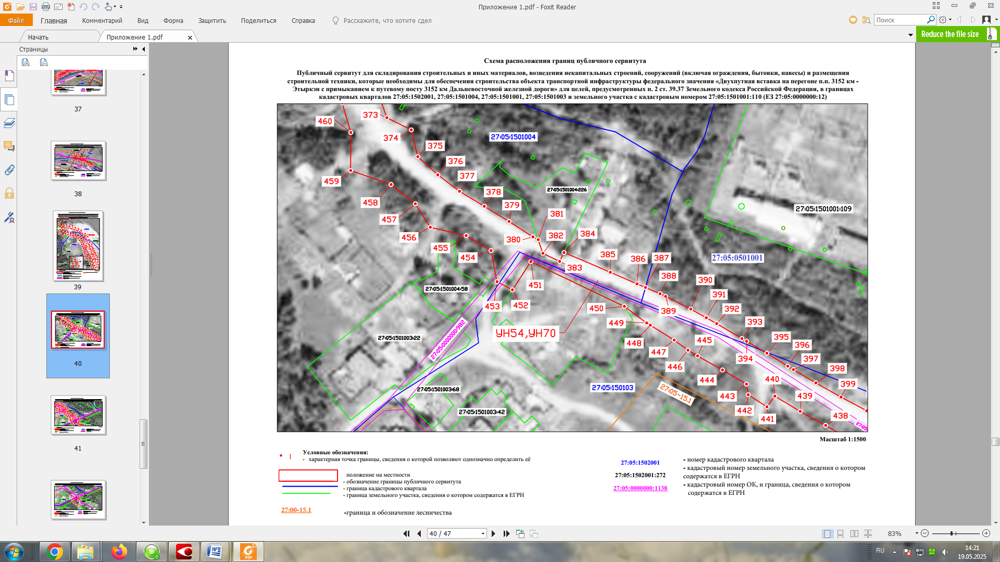 Приложение 1.pdf - Foxit Reader
Файл
Главная
Комментарий
Вид
Форма
Защитить
Поделиться
Справка
Расскажите, что хотите сдел
Поиск
Начать
Приложение 1.pdf
Reduce the file size
Страницы
37
38
39
40
41
Схема расположения границ публичного сервитута
Публичный сервитут для складирования строительных и иных материалов, возведения некапитальных строений, сооружений (включая ограждения, бытовки, навесы) и размещения
строительной техники, которые необходимы для обеспечения строительства объекта транспортной инфраструктуры федерального значения «Двухпутная вставка на перегоне п.п. 3152 км -
Этыркэн с примыканием к путевому посту 3152 км Дальневосточной железной дороги» для целей, предусмотренных п. 2 ст. 39.37 Земельного кодекса Российской Федерации, в границах
кадастровых кварталов 27:05:1502001, 27:05:1501004, 27:05:1501001, 27:05:1501003 и земельного участка с кадастровым номером 27:05:1501001:110 (ЕЗ 27:05:0000000:12)
373
460
374
27:05:1501004
375
376
377
459
27:05:1501004:226
378
458
379
27:05:1501001:109
381
457
384
382
456
380
455
385
454
386
387
27:05:0501001
383
388
390
451
27:05:1501004:58
391
453
452
450
392
389
393
449
УН54,УН70
27:05:1501003:22
27:05:0000000:982
395
445
448
396
447
394
397
446
398
440
444
399
27:05:150103
27:05:1501003:68
27:05-15.1
443
439
442
27:05:1501003:42
438
441
27:05
Масштаб 1:1500
Условные обозначения:
1
- характерная точка границы, сведения о которой позволяют однозначно определить её
положение на местности
- обозначение границы публичного сервитута
- граница кадастрового квартала
- граница земельного участка, сведения о котором содержатся в ЕГРН
27:00-15.1
-граница и обозначение лесничества
27:05:1502001
- номер кадастрового квартала
27:05:1502001:272
- кадастровый номер земельного участка, сведения о котором
содержатся в ЕГРН
27:05:0000000:1138
- кадастровый номер ОК, и граница, сведения о котором
содержатся в ЕГРН
40 / 47
83%
PDF
RU
14:21
19.05.2025